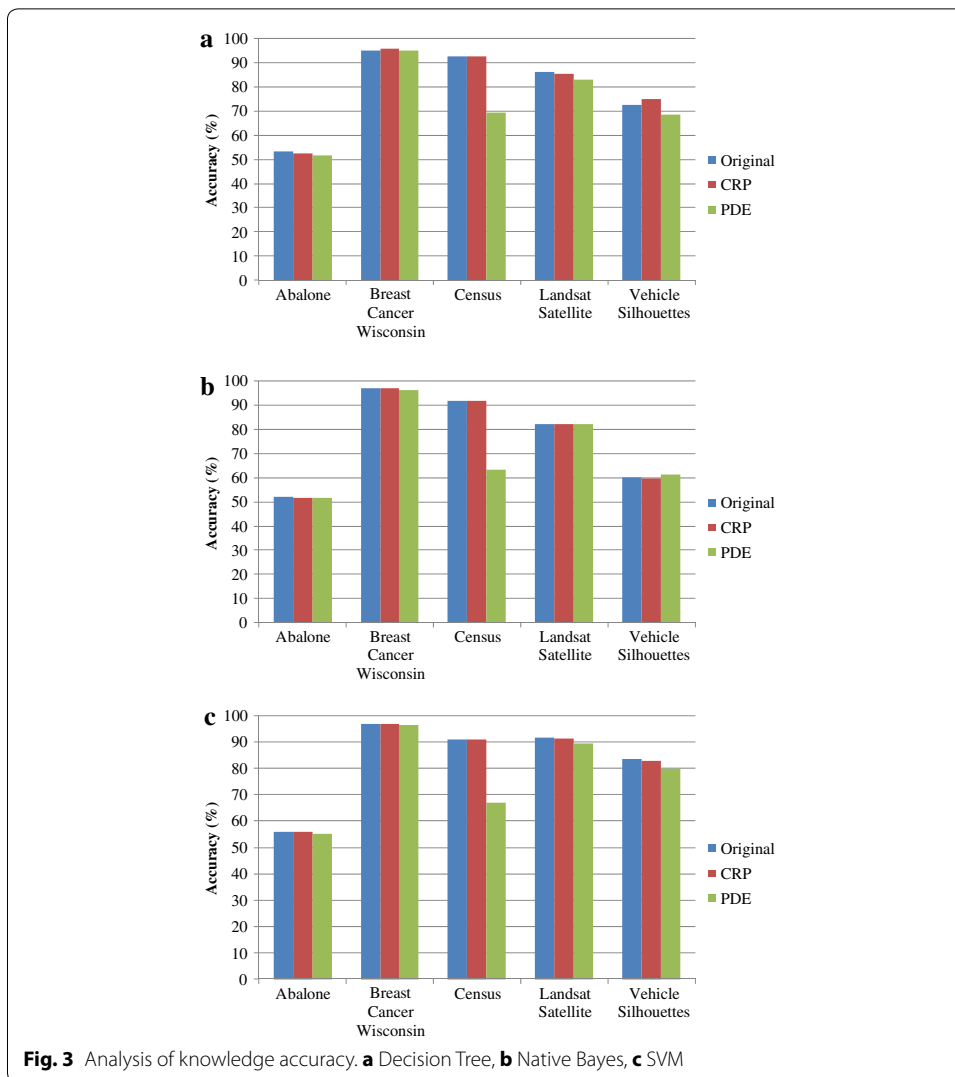 a
100
90
80
70
60
50
40
30
20
10
0
Accuracy (%)
Abalone
Breast
Cancer
Wisconsin
Census
Landsat
Satellite
Vehicle
Silhouettes
Original
CRP
PDE
b
100
90
80
70
60
50
40
30
20
10
0
Accuracy (%)
Abalone
Breast
Cancer
Wisconsin
Census
Landsat
Satellite
Vehicle
Silhouettes
Original
CRP
PDE
c
100
90
80
70
60
50
40
30
20
10
0
Accuracy (%)
Abalone
Breast
Cancer
Wisconsin
Census
Landsat
Satellite
Vehicle
Silhouettes
Original
CRP
PDE
Fig. 3 Analysis of knowledge accuracy. a Decision Tree, b Native Bayes, c SVM